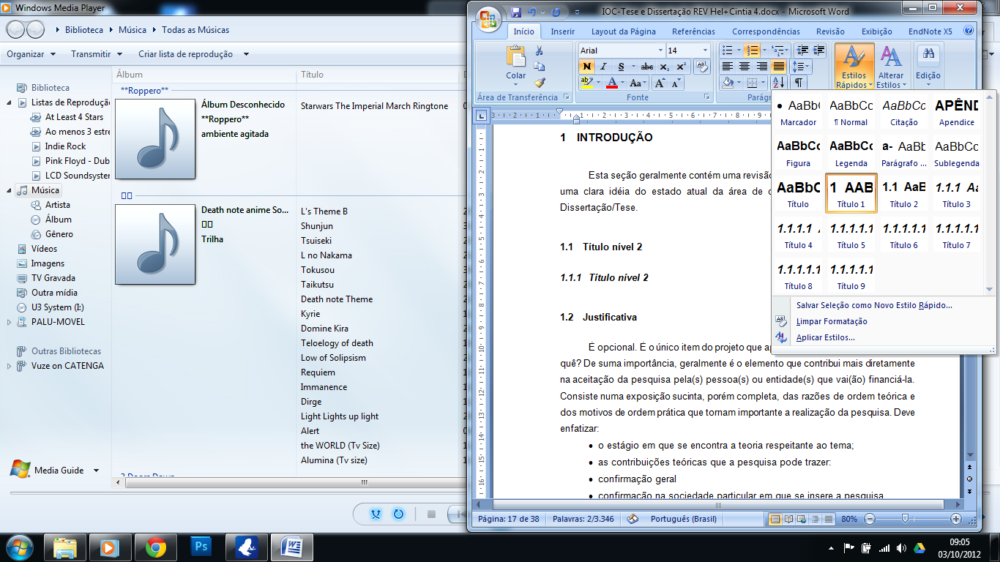 Windows Media Player
Biblioteca
Música
Todas as Músicas
Organizar
Transmitir
Criar lista de reprodução
Álbum
Título
Biblioteca
Listas de Reproduçã
At Least 4 Stars
Ao menos 3 estre
Indie Rock
Pink Floyd - Dub
LCD Soundsyster
Música
Artista
Álbum
Gênero
Vídeos
Imagens
TV Gravada
Outra mídia
U3 System (I:)
PALU-MOVEL
Outras Bibliotecas
Vuze on CATENGA
Media Guide
**Roppero**
Álbum Desconhecido
**Roppero**
ambiente agitada
Starwars The Imperial March Ringtone
Death note anime So...
Trilha
L's Theme B
Shunjun
Tsuiseki
L no Nakama
Tokusou
Taikutsu
Death note Theme
Kyrie
Domine Kira
Teloelogy of death
Low of Solipsism
Requiem
Immanence
Dirge
Light Lights up light
Alert
the WORLD (Tv Size)
Alumina (Tv size)
IOC-Tese e Dissertação REV Hel+Cintia 4.docx - Microsoft Word
Início
Inserir
Layout da Página
Referências
Correspondências
Revisão
Exibição
EndNote X5
Colar
Área de Transferência
Arial
14
Fonte
Parágr
Estilos Rápidos
Alterar Estilos
Edição
AaBbC
Marcador
AaBbCc
¶ Normal
AaBbCc
Citação
APÊND
Apendice
AaBbCc
Figura
AaBbCc
Legenda
a- AaBb
Parágrafo ...
AaBbCc
Sublegenda
AaBbC
Título
1 AAB
Título 1
1.1 AaB
Título 2
1.1.1 Aa
Título 3
1.1.1.1
Título 4
1.1.1.1.1
Título 5
1.1.1.1.1
Título 6
1.1.1.1.1
Título 7
1.1.1.1.1
Título 8
1.1.1.1.1
Título 9
Salvar Seleção como Novo Estilo Rápido...
Limpar Formatação
Aplicar Estilos...
1 INTRODUÇÃO
Esta seção geralmente contém uma revisão
uma clara idéia do estado atual da área de
Dissertação/Tese.
1.1 Título nível 2
1.1.1 Título nível 2
1.2 Justificativa
É opcional. É o único item do projeto que
quê? De suma importância, geralmente é o elemento que contribui mais diretamente
na aceitação da pesquisa pela(s) pessoa(s) ou entidade(s) que vai(ão) financiá-la.
Consiste numa exposição sucinta, porém completa, das razões de ordem teórica e
dos motivos de ordem prática que tornam importante a realização da pesquisa. Deve
enfatizar:
• o estágio em que se encontra a teoria respeitante ao tema;
• as contribuições teóricas que a pesquisa pode trazer:
• confirmação geral
• confirmação na sociedade particular em que se insere a pesquisa
Página: 17 de 38
Palavras: 2/3.346
Português (Brasil)
80%
09:05
03/10/2012